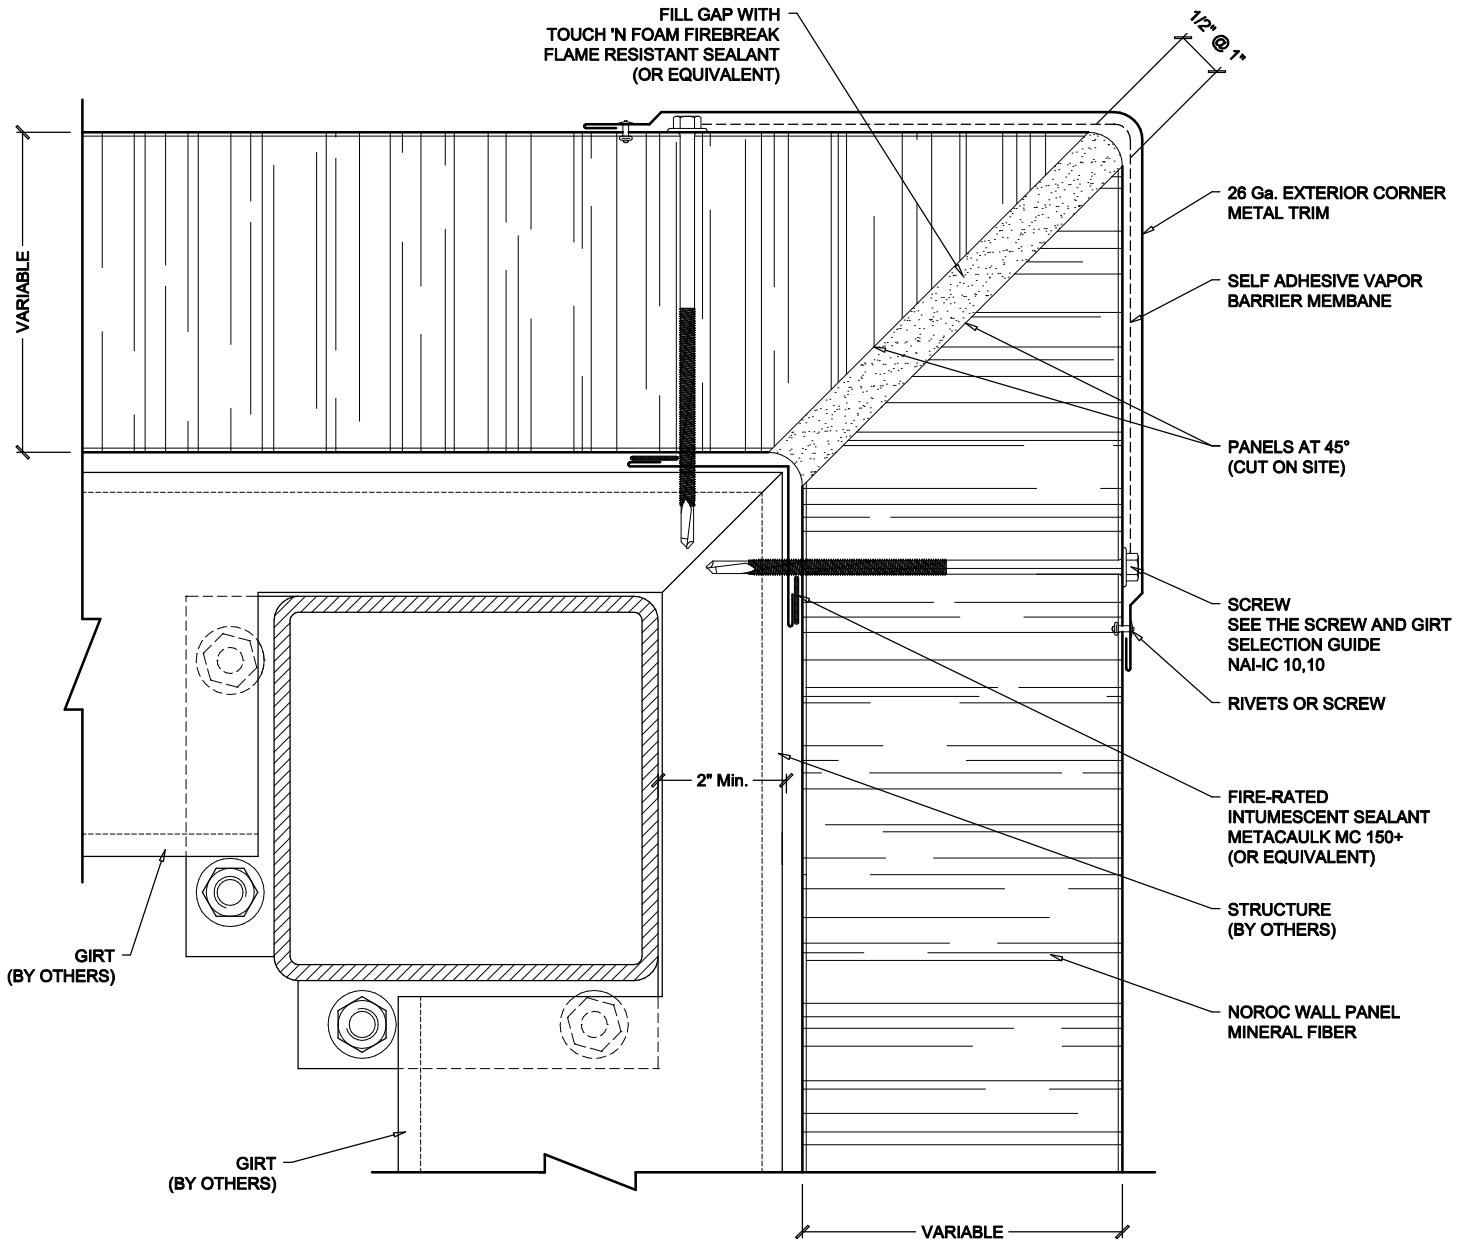 FILL GAP WITH
TOUCH 'N FOAM FIREBREAK
FLAME RESISTANT SEALANT
(OR EQUIVALENT)
1/2" @ 1"
26 Ga. EXTERIOR CORNER
METAL TRIM
SELF ADHESIVE VAPOR
BARRIER MEMBANE
VARIABLE
PANELS AT 45°
(CUT ON SITE)
SCREW
SEE THE SCREW AND GIRT
SELECTION GUIDE
NAI-IC 10,10
RIVETS OR SCREW
2" Min.
FIRE-RATED
INTUMESCENT SEALANT
METACAULK MC 150+
(OR EQUIVALENT)
STRUCTURE
(BY OTHERS)
GIRT
(BY OTHERS)
NOROC WALL PANEL
MINERAL FIBER
GIRT
(BY OTHERS)
VARIABLE